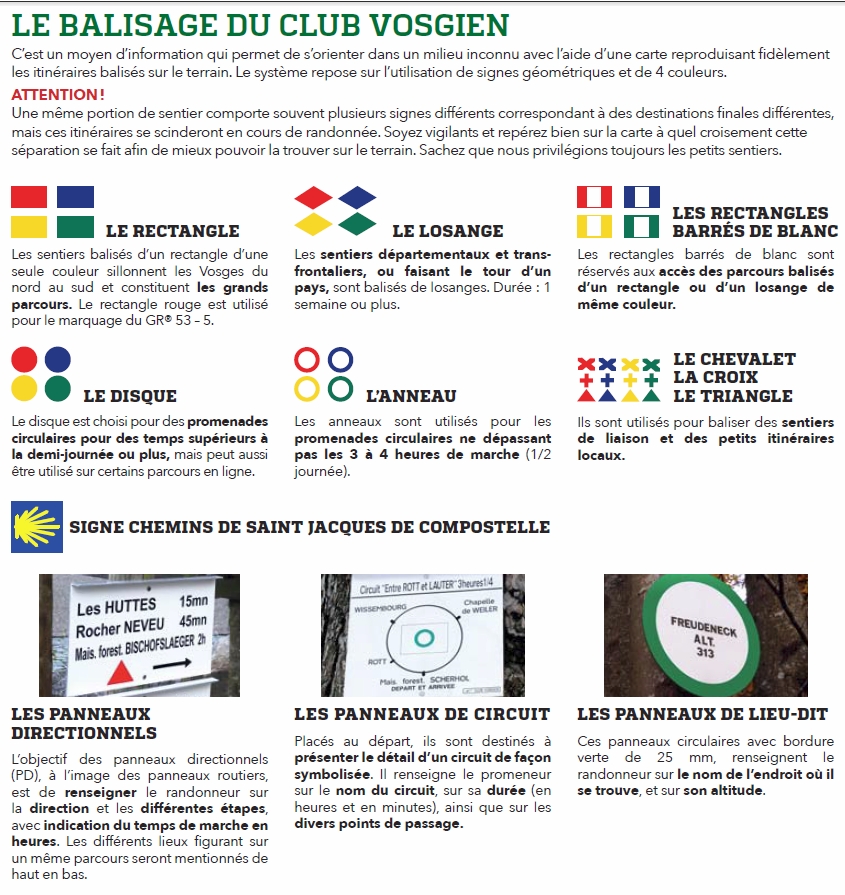 LE BALISAGE DU CLUB VOSGIEN
C'est un moyen d'information qui permet de s'orienter dans un milieu inconnu avec l'aide d'une carte reproduisant fidèlement
les itinéraires balisés sur le terrain. Le système repose sur l'utilisation de signes géométriques et de 4 couleurs.
ATTENTION !
Une même portion de sentier comporte souvent plusieurs signes différents correspondant à des destinations finales différentes,
mais ces itinéraires se scinderont en cours de randonnée. Soyez vigilants et repérez bien sur la carte à quel croisement cette
séparation se fait afin de mieux pouvoir la trouver sur le terrain. Sachez que nous privilégions toujours les petits sentiers.
LE RECTANGLE
Les sentiers balisés d'un rectangle d'une
seule couleur sillonnent les Vosges du
nord au sud et constituent les grands
parcours. Le rectangle rouge est utilisé
pour le marquage du GR® 53 – 5.
LE LOSANGE
Les sentiers départementaux et trans-
frontaliers, ou faisant le tour d'un
pays, sont balisés de losanges. Durée : 1
semaine ou plus.
LES RECTANGLES
BARRÉS DE BLANC
Les rectangles barrés de blanc sont
réservés aux accès des parcours balisés
d'un rectangle ou d'un losange de
même couleur.
LE DISQUE
Le disque est choisi pour des promenades
circulaires pour des temps supérieurs à
la demi-journée ou plus, mais peut aussi
être utilisé sur certains parcours en ligne.
L'ANNEAU
Les anneaux sont utilisés pour les
promenades circulaires ne dépassant
pas les 3 à 4 heures de marche (1/2
journée).
LE CHEVALET
LA CROIX
LE TRIANGLE
Ils sont utilisés pour baliser des sentiers
de liaison et des petits itinéraires
locaux.
SIGNE CHEMINS DE SAINT JACQUES DE COMPOSTELLE
Les HUTTES 15mn
Rocher NEVEU 45mn
Mais. forest. BISCHOFSLAEGER 2h
Circuit "Entre ROTT et LAUTER" 3heures1/4
WISSEMBOURG
Chapelle
de WEILER
ROTT
Mais. forest. SCHERHOL
DEPART ET ARRIVÉE
FREUDENECK
ALT.
313
LES PANNEAUX
DIRECTIONNELS
L'objectif des panneaux directionnels
(PD), à l'image des panneaux routiers,
est de renseigner le randonneur sur
la direction et les différentes étapes,
avec indication du temps de marche en
heures. Les différents lieux figurant sur
un même parcours seront mentionnés de
haut en bas.
LES PANNEAUX DE CIRCUIT
Placés au départ, ils sont destinés à
présenter le détail d'un circuit de façon
symbolisée. Il renseigne le promeneur
sur le nom du circuit, sur sa durée (en
heures et en minutes), ainsi que sur les
divers points de passage.
LES PANNEAUX DE LIEU-DIT
Ces panneaux circulaires avec bordure
verte de 25 mm, renseignent le
randonneur sur le nom de l'endroit où il
se trouve, et sur son altitude.